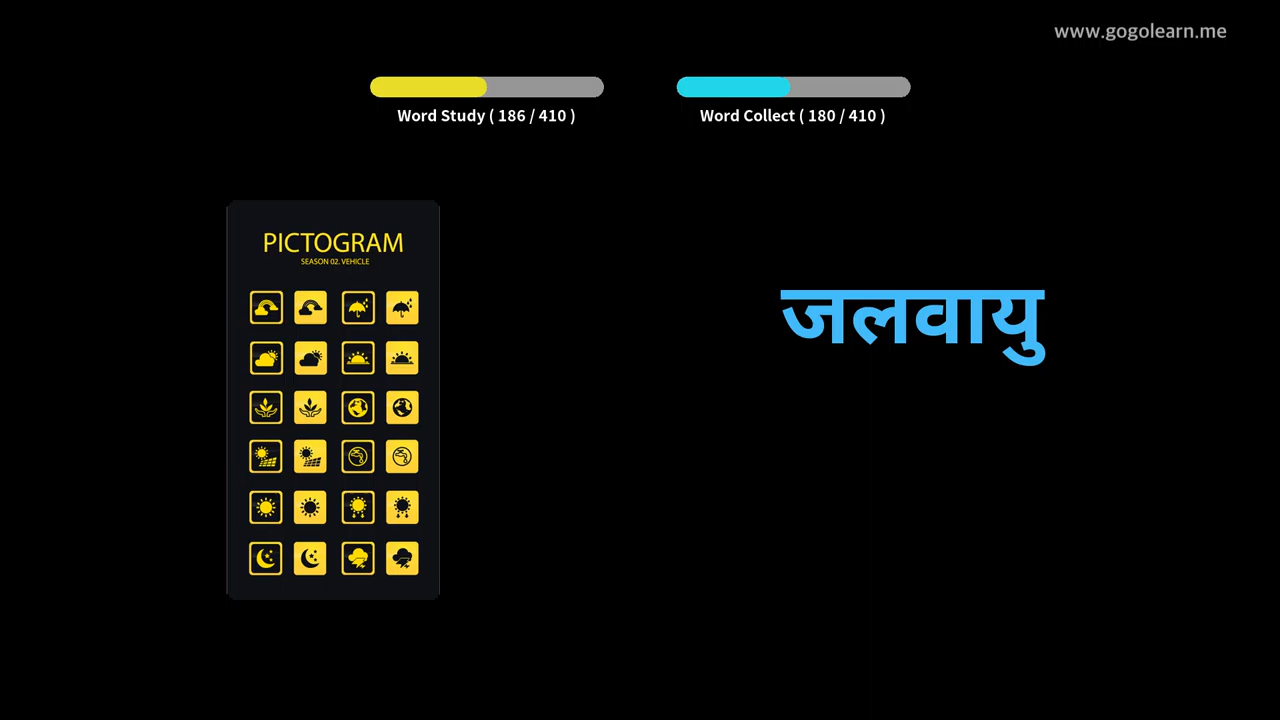 www.gogolearn.me
Word Study ( 186 / 410 )
Word Collect ( 180 / 410 )
PICTOGRAM
SEASON 02. VEHICLE
जलवायु